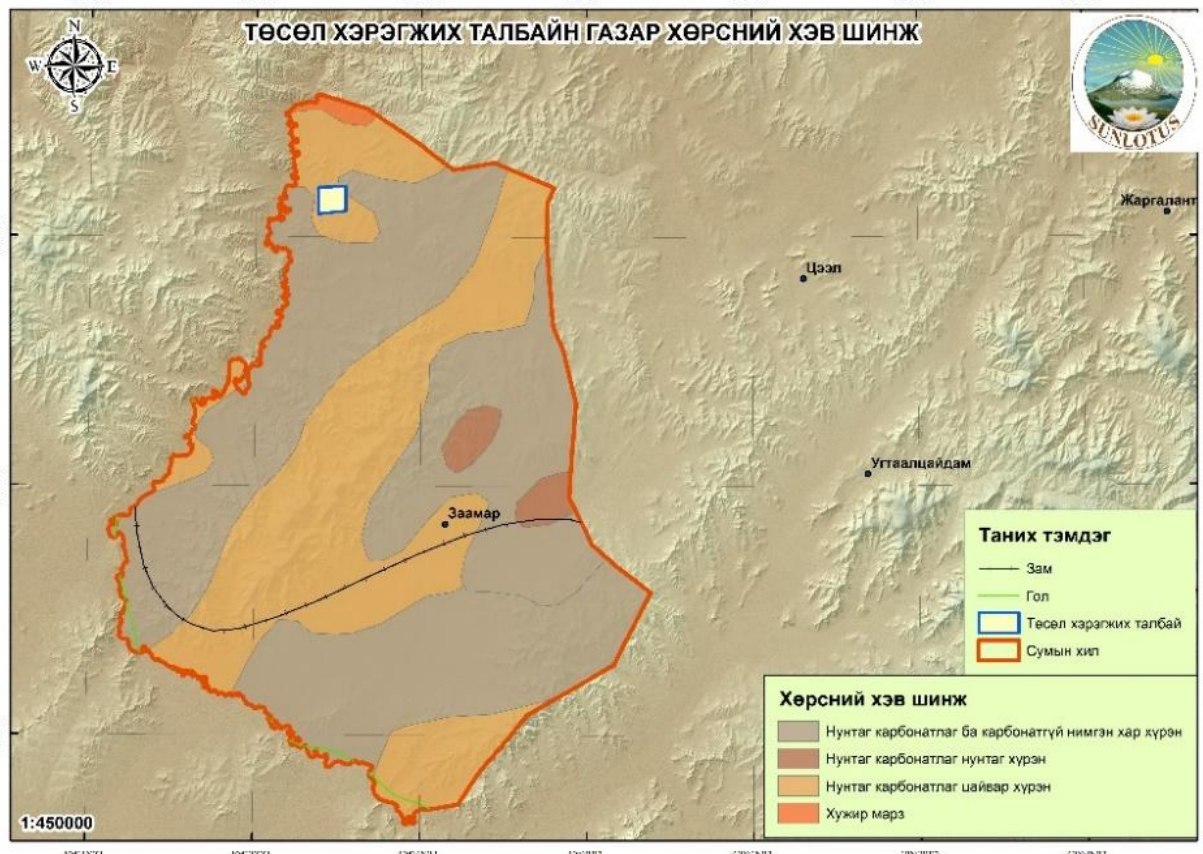 ТӨСӨЛ ХЭРЭГЖИХ ТАЛБАЙН ГАЗАР ХӨРСНИЙ ХЭВ ШИНЖ
N
W E
S
SUNLOTUS
Жаргалант
Цээл
Угтаалцайдам
Заамар
Таних тэмдэг
Зам
Гол
Төсөл хэрэгжих талбай
Сумын хил
Хөрсний хэв шинж
Нунтаг карбонатлаг ба карбонатгүй нимгэн хар хүрэн
Нунтаг карбонатлаг нунтаг хүрэн
Нунтаг карбонатлаг цайвар хүрэн
Хужир марз
1:450000